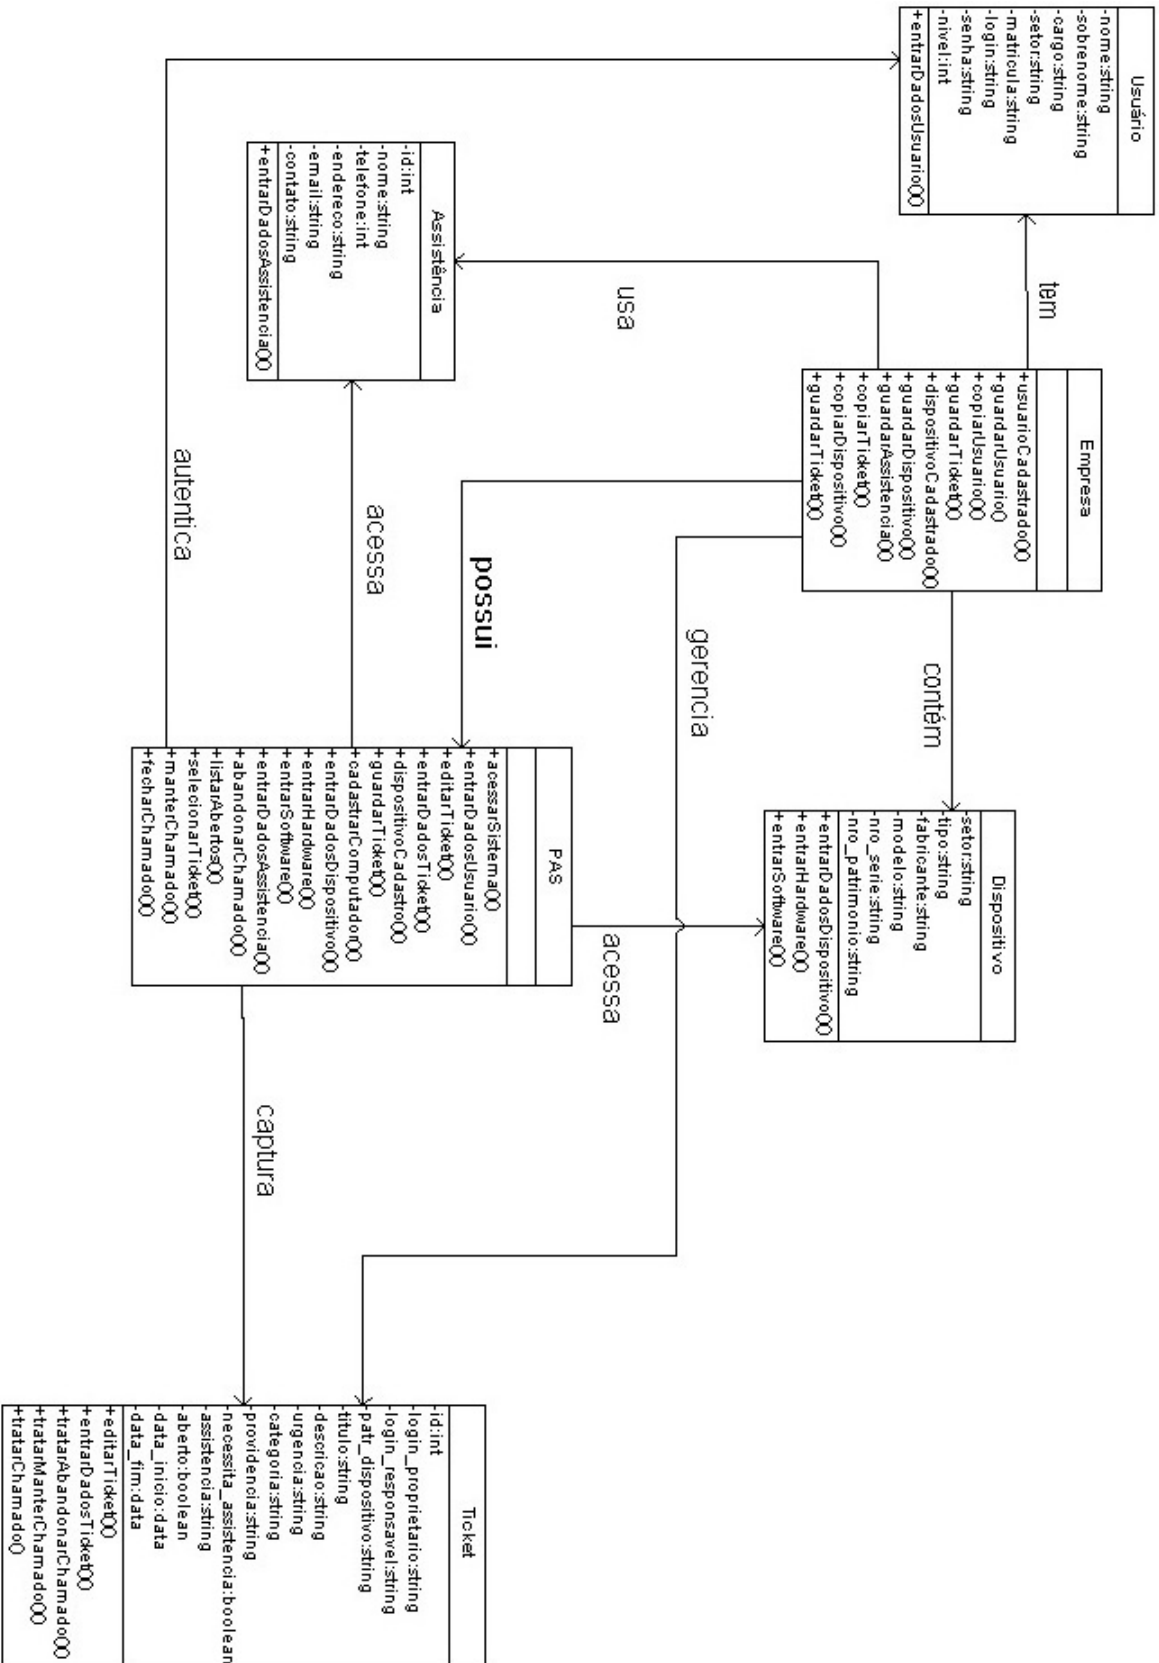 Usuário
-nome:string
-sobrenome:string
-cargo:string
-setor:string
-matricula:string
-login:string
-senha:string
-nivel:int
+entrarDadosUsuario()()
tem
Empresa
+usuarioCadastrado()()
+guardarUsuario()
+copiarUsuario()()
+guardarTicket()()
+dispositivoCadastrado()()
+guardarDispositivo()()
+guardarAssistencia()()
+copiarTicket()()
+copiarDispositivo()()
+guardarTicket()()
contém
Dispositivo
-setor:string
-tipo:string
-fabricante:string
-modelo:string
-nro_serie:string
-nro_patrimonio:string
+entrarDadosDispositivo()()
+entrarHardware()()
+entrarSoftware()()
usa
gerencia
acessa
Assistência
-id:int
-nome:string
-telefone:int
-endereco:string
-email:string
-contato:string
+entrarDadosAssistencia()()
possui
acessa
autentica
PAS
+acessarSistema()()
+entrarDadosUsuario()()
+editarTicket()()
+entrarDadosTicket()()
+dispositivoCadastro()()
+guardarTicket()()
+cadastrarComputador()()
+entrarDadosDispositivo()()
+entrarHardware()()
+entrarSoftware()()
+entrarDadosAssistencia()()
+abandonarChamado()()
+listarAbertos()()
+selecionarTicket()()
+manterChamado()()
+fecharChamado()()
captura
Ticket
-id:int
-login_proprietario:string
-login_responsavel:string
-patr_dispositivo:string
-titulo:string
-descricao:string
-urgencia:string
-categoria:string
-providencia:string
-necessita_assistencia:boolean
-assistencia:string
-aberto:boolean
-data_inicio:data
-data_fim:data
+editarTicket()()
+entrarDadosTicket()()
+tratarAbandonarChamado()()
+tratarManterChamado()()
+tratarChamado()